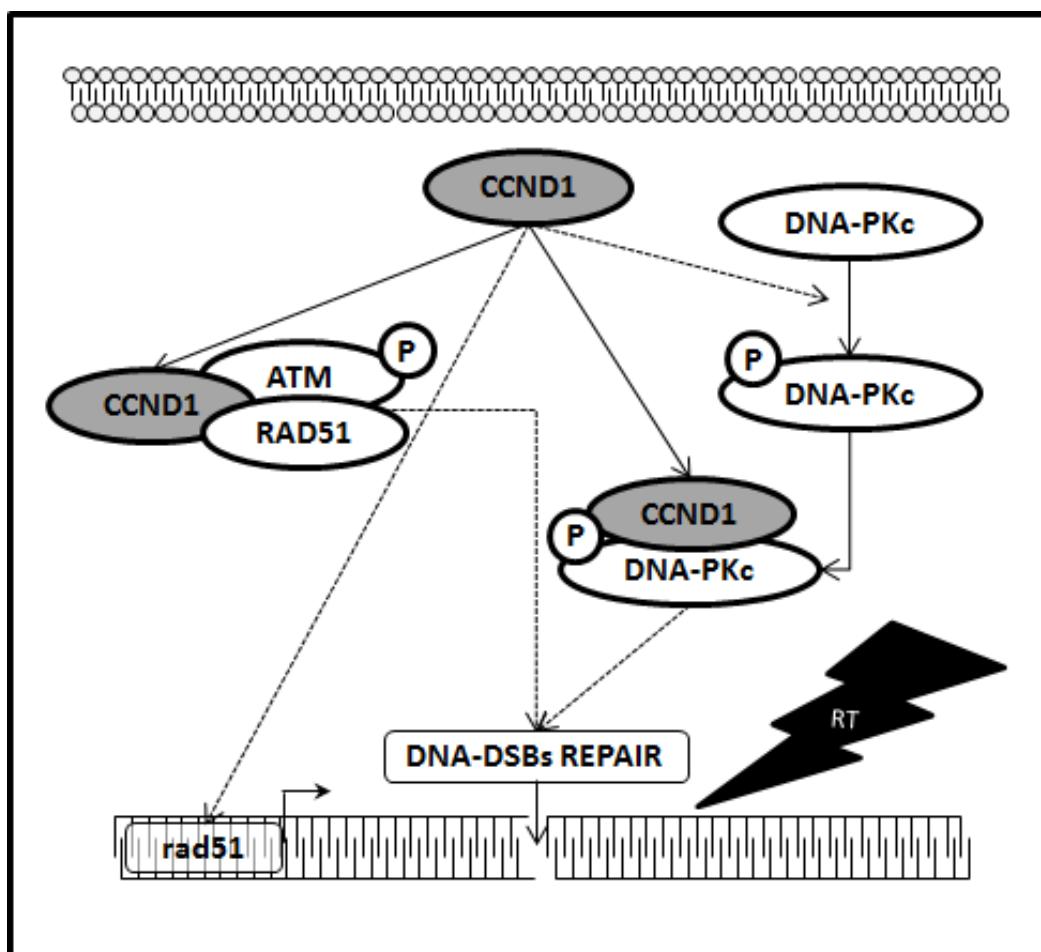 CCND1
DNA-PKc
P
ATM
P
CCND1
DNA-PKc
RAD51
CCND1
P
DNA-PKc
RT
DNA-DSBs REPAIR
rad51